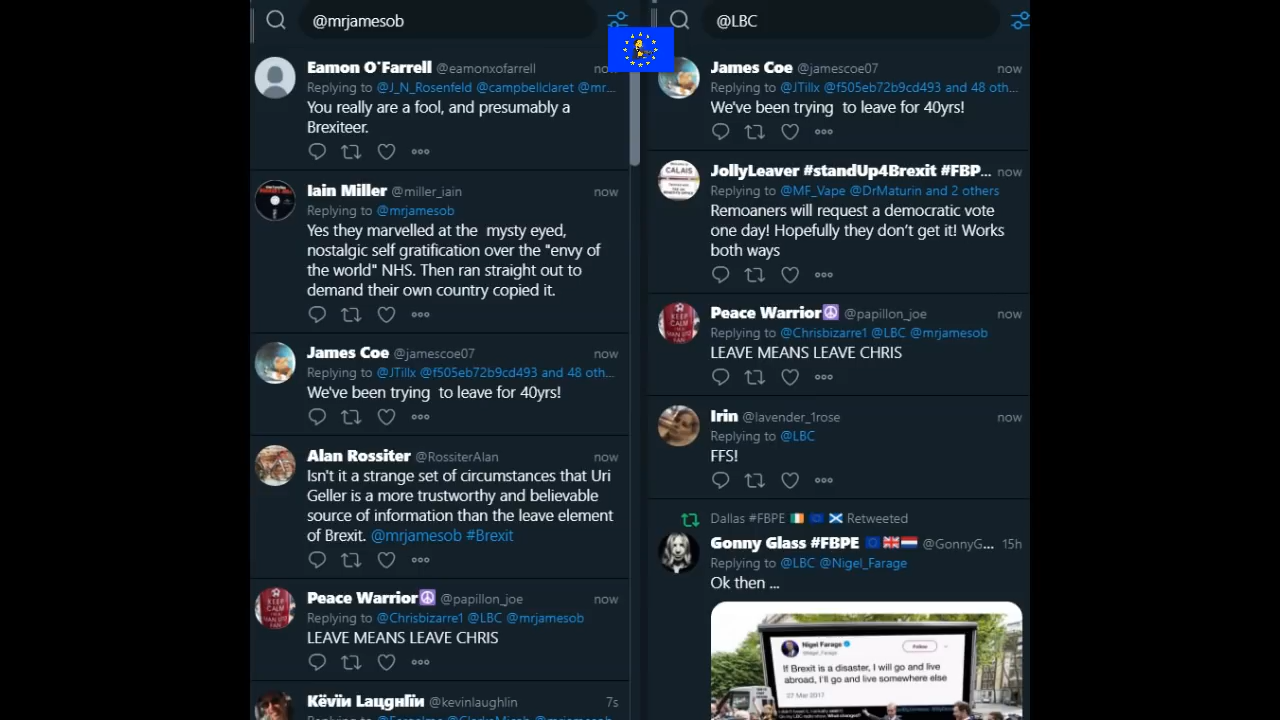 @mrjamesob
Eamon O`Farrell @eamonxofarrell now
Replying to @J_N_Rosenfeld @campbellclaret @mr...
You really are a fool, and presumably a
Brexiteer.
Iain Miller @miller_iain now
Replying to @mrjamesob
Yes they marvelled at the mysty eyed,
nostalgic self gratification over the "envy of
the world" NHS. Then ran straight out to
demand their own country copied it.
James Coe @jamescoe07 now
Replying to @JTillx @f505eb72b9cd493 and 48 oth...
We've been trying to leave for 40yrs!
Alan Rossiter @RossiterAlan now
Isn't it a strange set of circumstances that Uri
Geller is a more trustworthy and believable
source of information than the leave element
of Brexit. @mrjamesob #Brexit
Peace Warrior☮ @papillon_joe now
Replying to @Chrisbizarre1 @LBC @mrjamesob
LEAVE MEANS LEAVE CHRIS
@kevinlaughlin 7s
@LBC
James Coe @jamescoe07 now
Replying to @JTillx @f505eb72b9cd493 and 48 oth...
We've been trying to leave for 40yrs!
CALAIS
JollyLeaver #standUp4Brexit #FBP... now
Replying to @MF_Vape @DrMaturin and 2 others
Remoaners will request a democratic vote
one day! Hopefully they don’t get it! Works
both ways
KEEP
CALM
Peace Warrior☮ @papillon_joe now
Replying to @Chrisbizarre1 @LBC @mrjamesob
LEAVE MEANS LEAVE CHRIS
Irin @lavender_1rose now
Replying to @LBC
FFS!
Dallas #FBPE 🇮🇪 🇪🇺 🏴󠁧󠁢󠁳󠁣󠁴󠁿 Retweeted
Gonny Glass #FBPE 🇪🇺🇬🇧🇳🇱 @GonnyG... 15h
Replying to @LBC @Nigel_Farage
Ok then ...
Nigel Farage
@Nigel_Farage
Follow
If Brexit is a disaster, I will go and live
abroad, I'll go and live somewhere else
27 Mar 2017